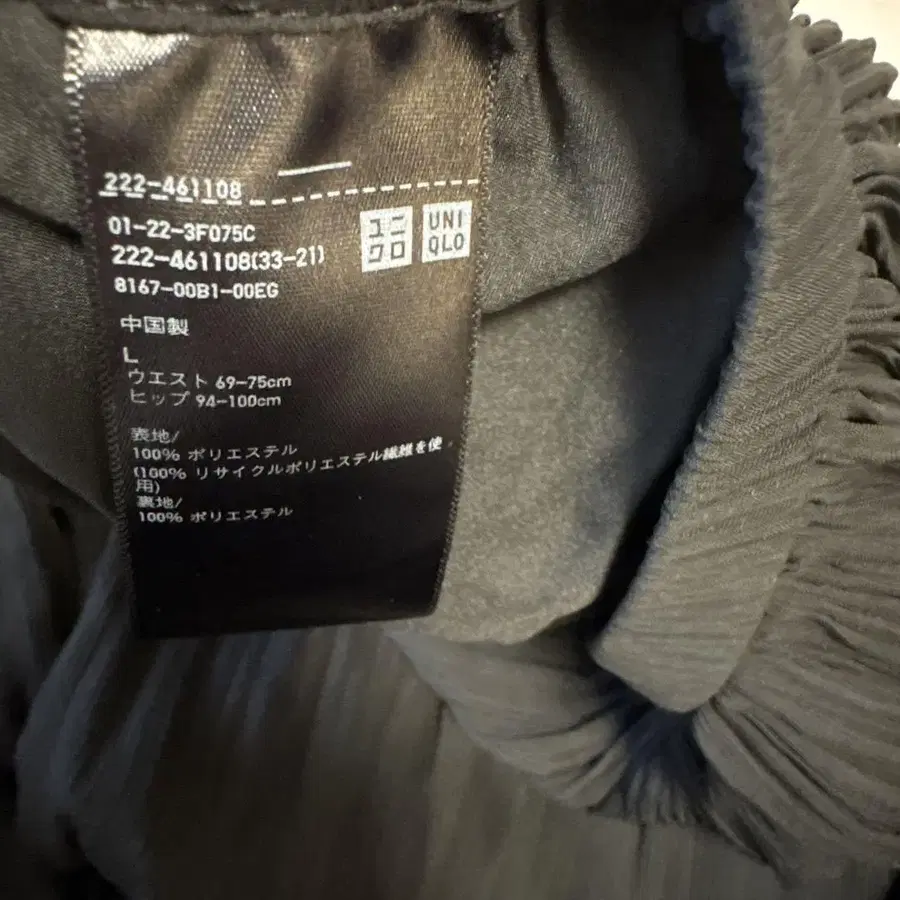 222-461108
01-22-3F075C
222-461108(33-21)
8167-00B1-00EG
ユニ
クロ
UNI
QLO
中国製
L
ウエスト 69-75cm
ヒップ 94-100cm
表地/
100% ポリエステル
(100% リサイクルポリエステル繊維を使
用)
裏地/
100% ポリエステル